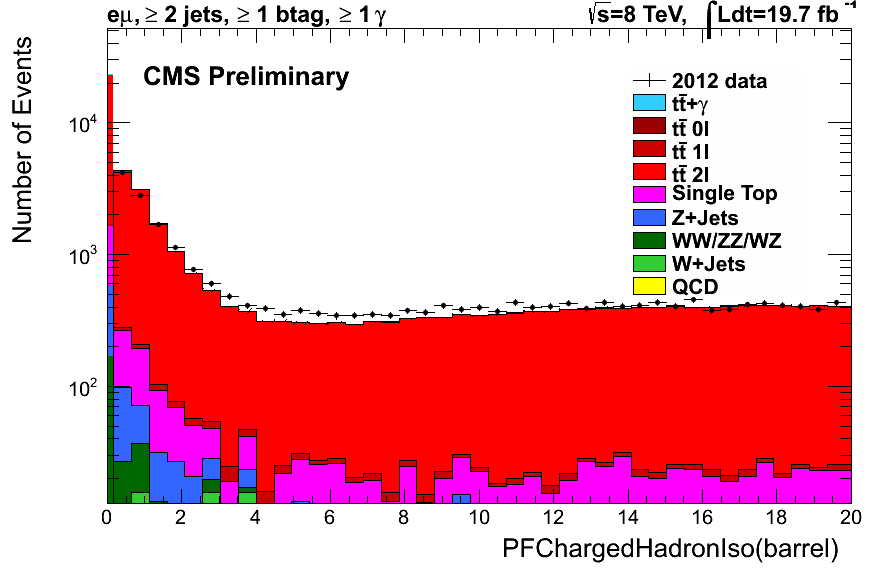 eμ, ≥ 2 jets, ≥ 1 btag, ≥ 1 γ
√s=8 TeV, ∫Ldt=19.7 fb⁻¹
CMS Preliminary
2012 data
tt̄+γ
tt̄ 0l
tt̄ 1l
tt̄ 2l
Single Top
Z+Jets
WW/ZZ/WZ
W+Jets
QCD
Number of Events
10⁴
10³
10²
0 2 4 6 8 10 12 14 16 18 20
PFChargedHadronIso(barrel)